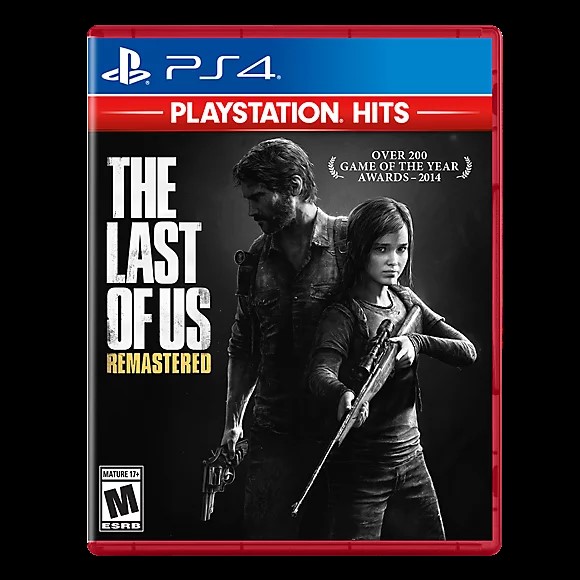 PS4
PLAYSTATION HITS
OVER 200
GAME OF THE YEAR
AWARDS – 2014
THE
LAST
OF US
REMASTERED
MATURE 17+
M
ESRB